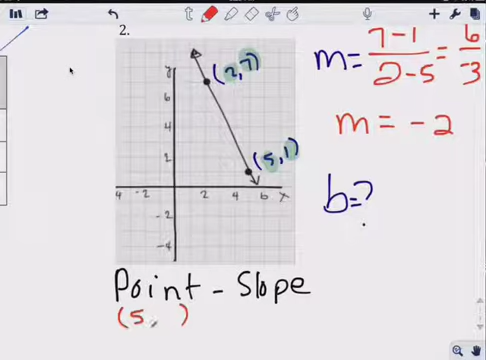 2.
y
(2,7)
6
4
2
(5,1)
4 -2 2 4 6 x
-2
-4
m= 7-1 = 6
2-5 -3
m = -2
b=?
Point - Slope
(5, )